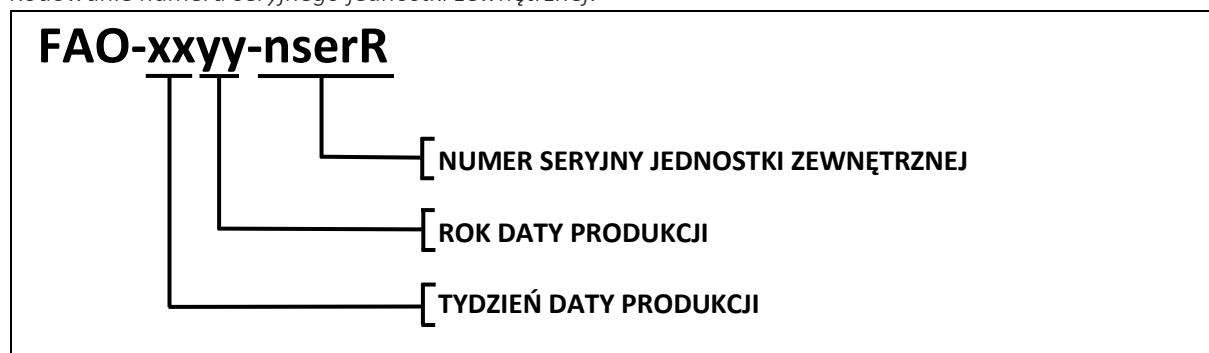 Kodowanie numeru seryjnego jednostki zewnętrznej:
FAO-xxyy-nserR
NUMER SERYJNY JEDNOSTKI ZEWNĘTRZNEJ
ROK DATY PRODUKCJI
TYDZIEŃ DATY PRODUKCJI